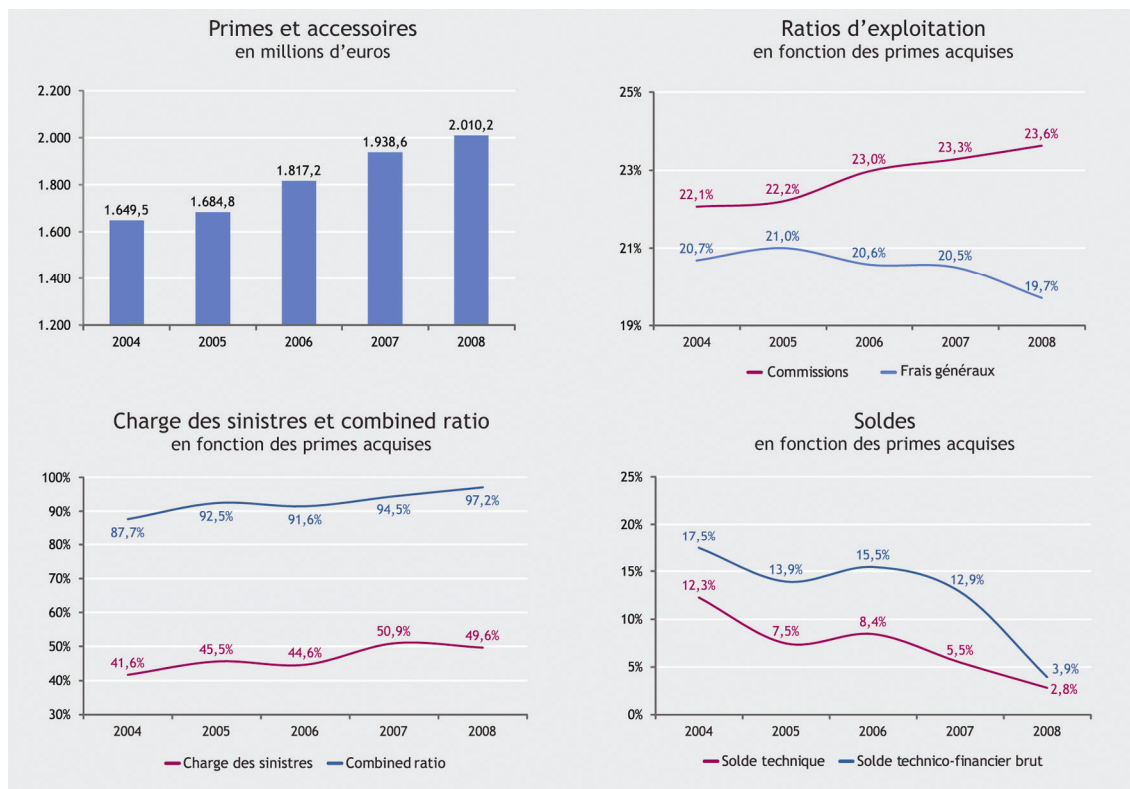 Primes et accessoires
en millions d’euros
2.200
2.000
1.800
1.600
1.400
1.200
1.649,5
1.684,8
1.817,2
1.938,6
2.010,2
2004 2005 2006 2007 2008
Ratios d’exploitation
en fonction des primes acquises
25%
23%
21%
19%
22,1% 22,2% 23,0% 23,3% 23,6%
20,7% 21,0% 20,6% 20,5% 19,7%
2004 2005 2006 2007 2008
Commissions Frais généraux
Charge des sinistres et combined ratio
en fonction des primes acquises
100%
90%
80%
70%
60%
50%
40%
30%
87,7% 92,5% 91,6% 94,5% 97,2%
41,6% 45,5% 44,6% 50,9% 49,6%
2004 2005 2006 2007 2008
Charge des sinistres Combined ratio
Soldes
en fonction des primes acquises
25%
20%
15%
10%
5%
0%
17,5% 13,9% 15,5% 12,9% 3,9%
12,3% 7,5% 8,4% 5,5% 2,8%
2004 2005 2006 2007 2008
Solde technique Solde technico-financier brut